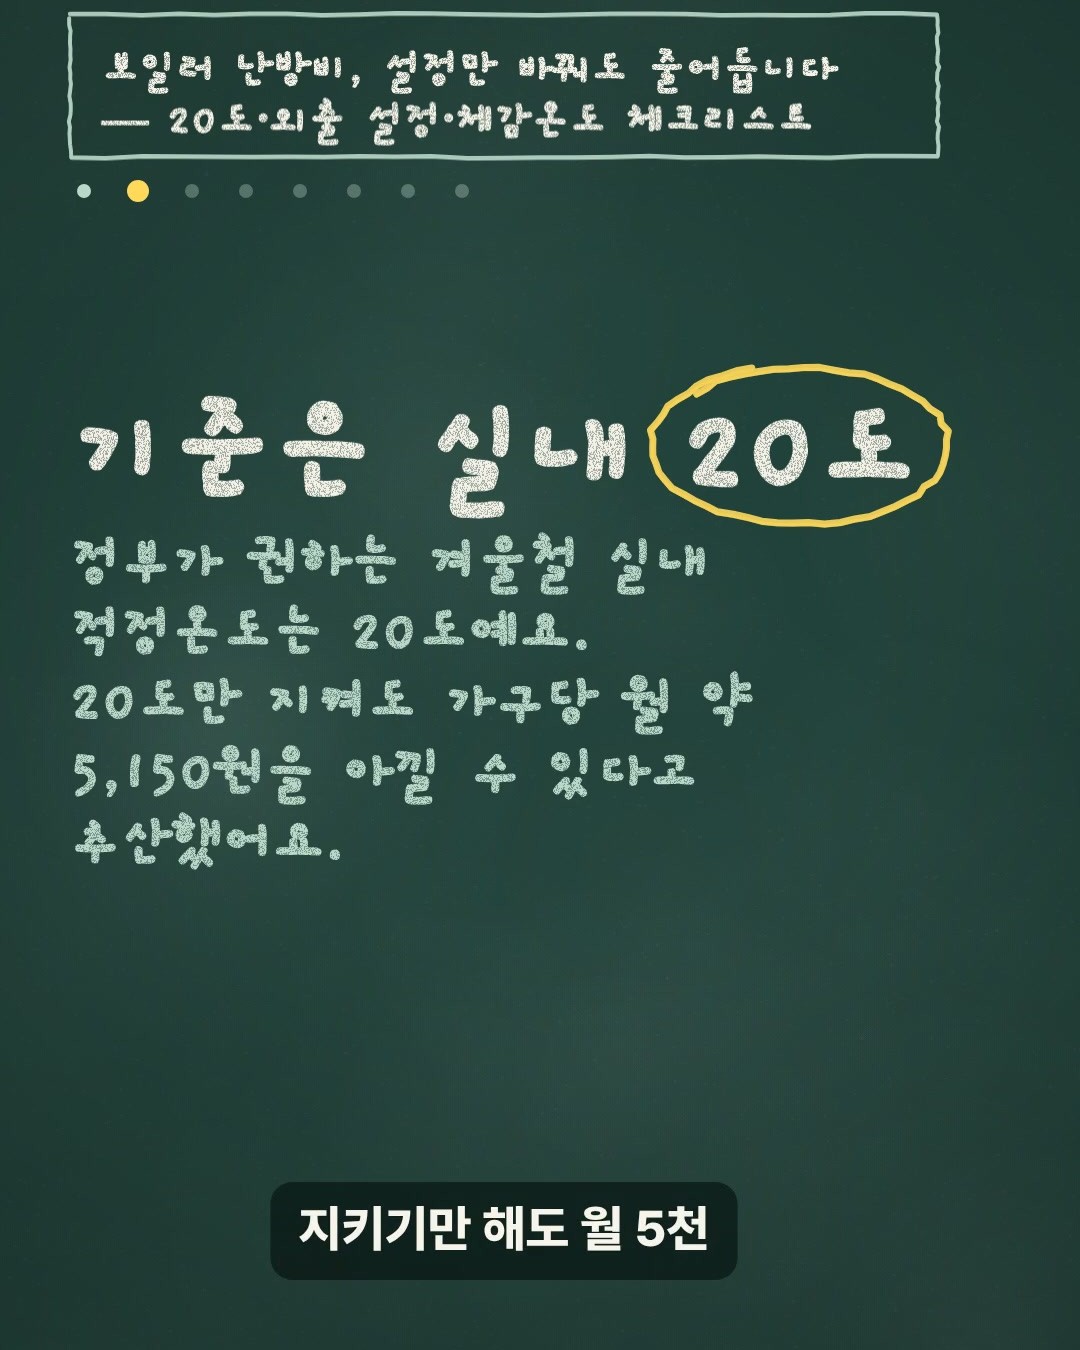 보일러 난방비, 설정만 바꿔도 줄어듭니다
— 20도·외출 설정·체감온도 체크리스트
기준은 실내 20도
정부가 권하는 겨울철 실내
적정온도는 20도예요.
20도만 지켜도 가구당 월 약
5,150원을 아낄 수 있다고
추산했어요.
지키기만 해도 월 5천